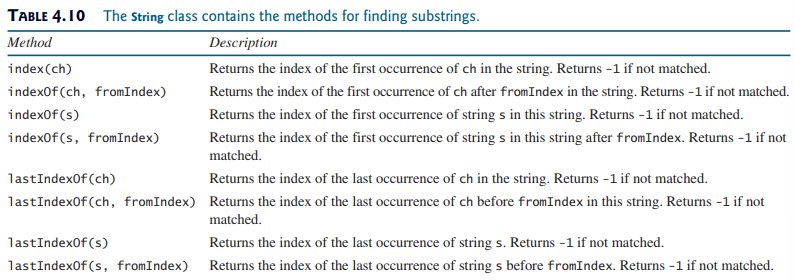 TABLE 4.10 The String class contains the methods for finding substrings.
Method Description
index(ch) Returns the index of the first occurrence of ch in the string. Returns -1 if not matched.
indexOf(ch, fromIndex) Returns the index of the first occurrence of ch after fromIndex in the string. Returns -1 if not matched.
indexOf(s) Returns the index of the first occurrence of string s in this string. Returns -1 if not matched.
indexOf(s, fromIndex) Returns the index of the first occurrence of string s in this string after fromIndex. Returns -1 if not
matched.
lastIndexOf(ch) Returns the index of the last occurrence of ch in the string. Returns -1 if not matched.
lastIndexOf(ch, fromIndex) Returns the index of the last occurrence of ch before fromIndex in this string. Returns -1 if not
matched.
lastIndexOf(s) Returns the index of the last occurrence of string s. Returns -1 if not matched.
lastIndexOf(s, fromIndex) Returns the index of the last occurrence of string s before fromIndex. Returns -1 if not matched.